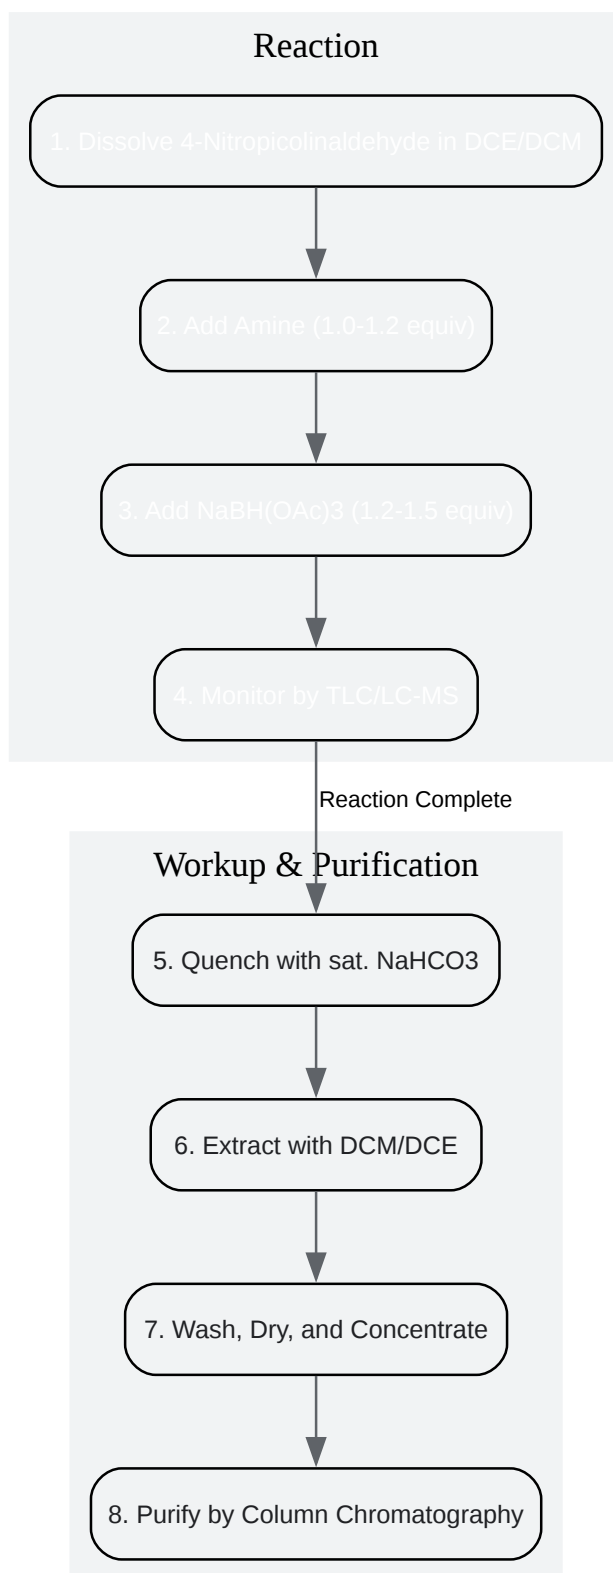 Reaction
1. Dissolve 4-Nitropicolinaldehyde in DCE/DCM
2. Add Amine (1.0-1.2 equiv)
3. Add NaBH(OAc)3 (1.2-1.5 equiv)
4. Monitor by TLC/LC-MS
Reaction Complete
Workup & Purification
5. Quench with sat. NaHCO3
6. Extract with DCM/DCE
7. Wash, Dry, and Concentrate
8. Purify by Column Chromatography